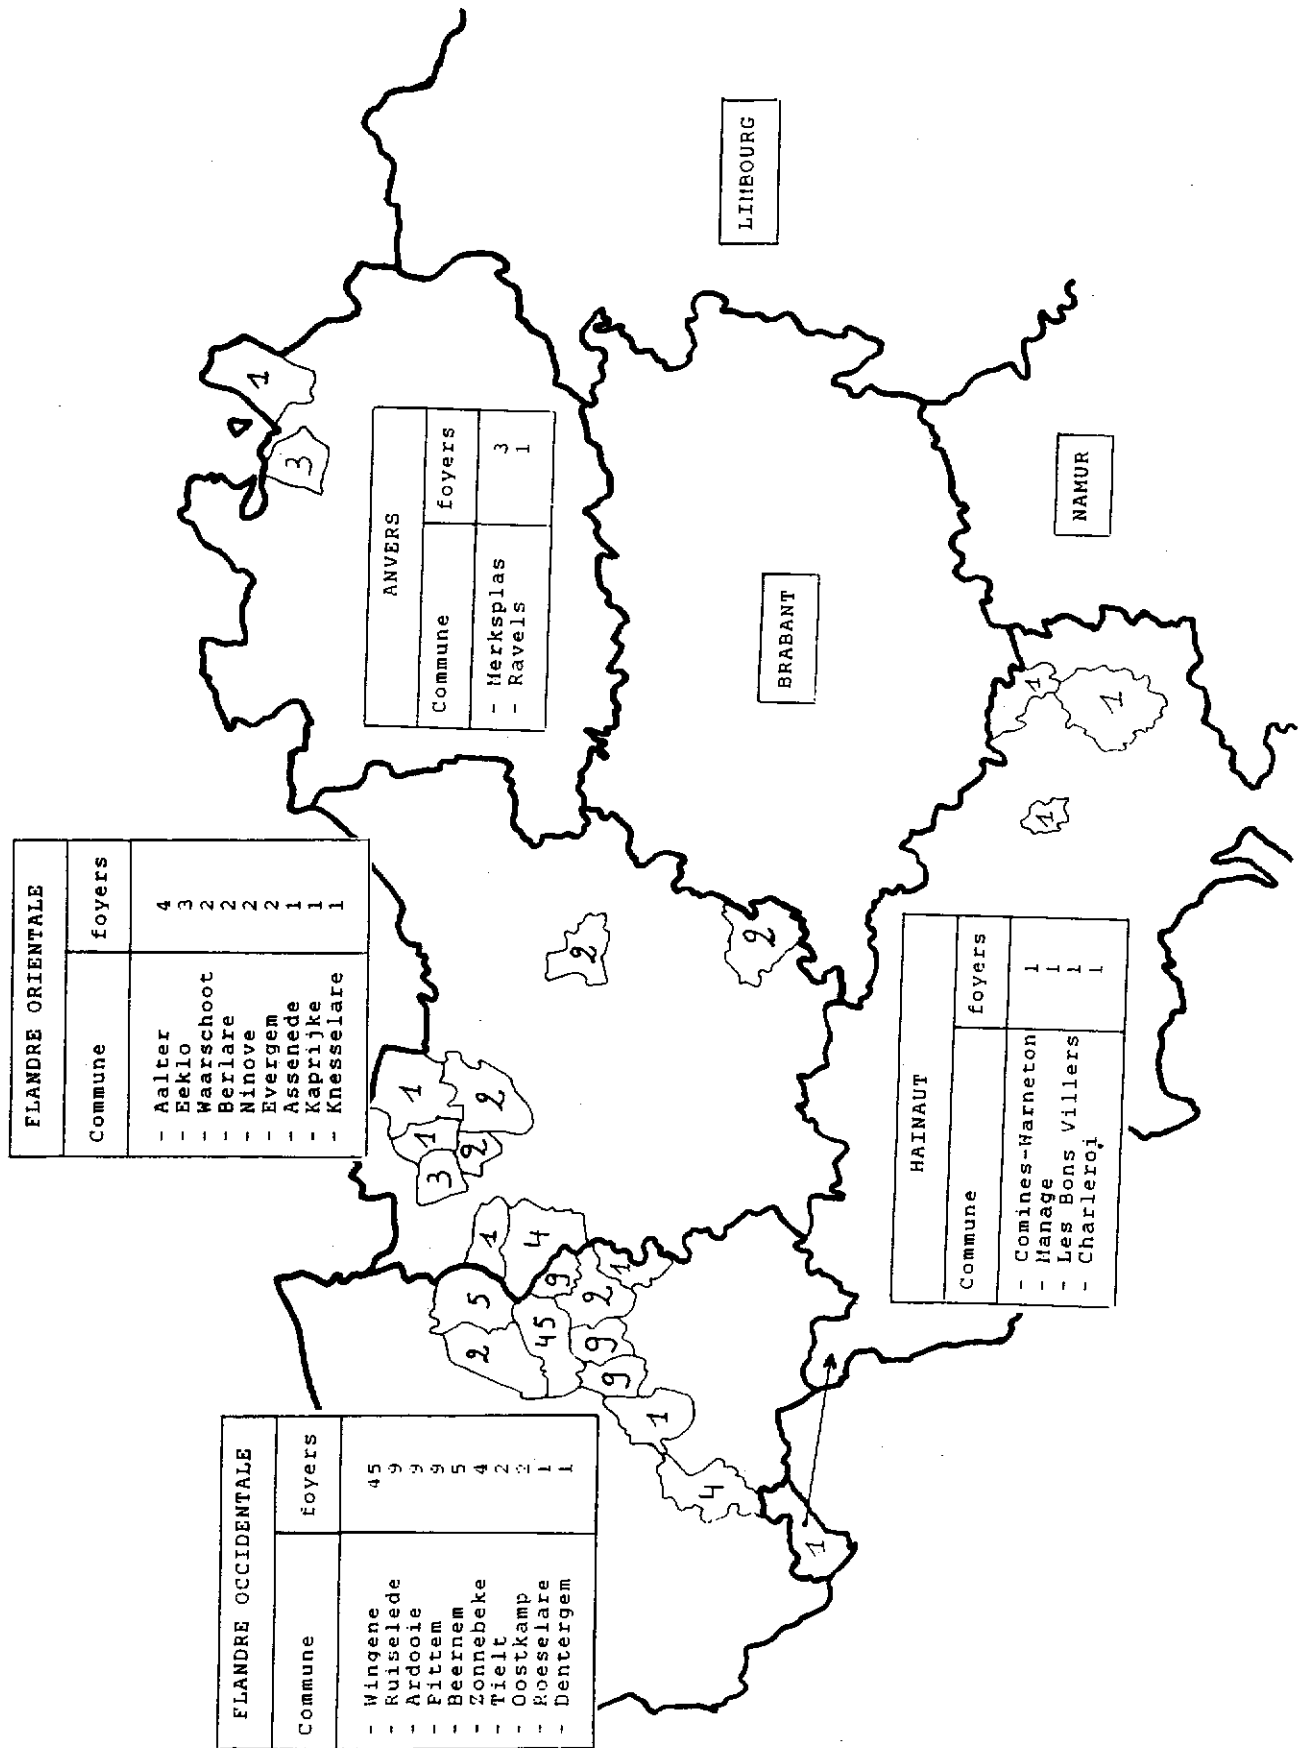 FLANDRE OCCIDENTALE
Commune foyers
- Wingene 45
- Ruiselede 9
- Ardooie 9
- Pittem 9
- Beernem 5
- Zonnebeke 4
- Tielt 2
- Oostkamp 2
- Roeselare 1
- Dentergem 1
FLANDRE ORIENTALE
Commune foyers
- Aalter 4
- Eeklo 3
- Waarschoot 2
- Berlare 2
- Ninove 2
- Evergem 2
- Assenede 1
- Kaprijke 1
- Knesselare 1
ANVERS
Commune foyers
- Merksplas 3
- Ravels 1
HAINAUT
Commune foyers
- Comines-Warneton 1
- Manage 1
- Les Bons Villers 1
- Charleroi 1
LIMBOURG
BRABANT
NAMUR
3
1
1
1
2
3
2
2
2
1
4
5
2
45
9
2
1
9
9
1
4
1
1
1
1